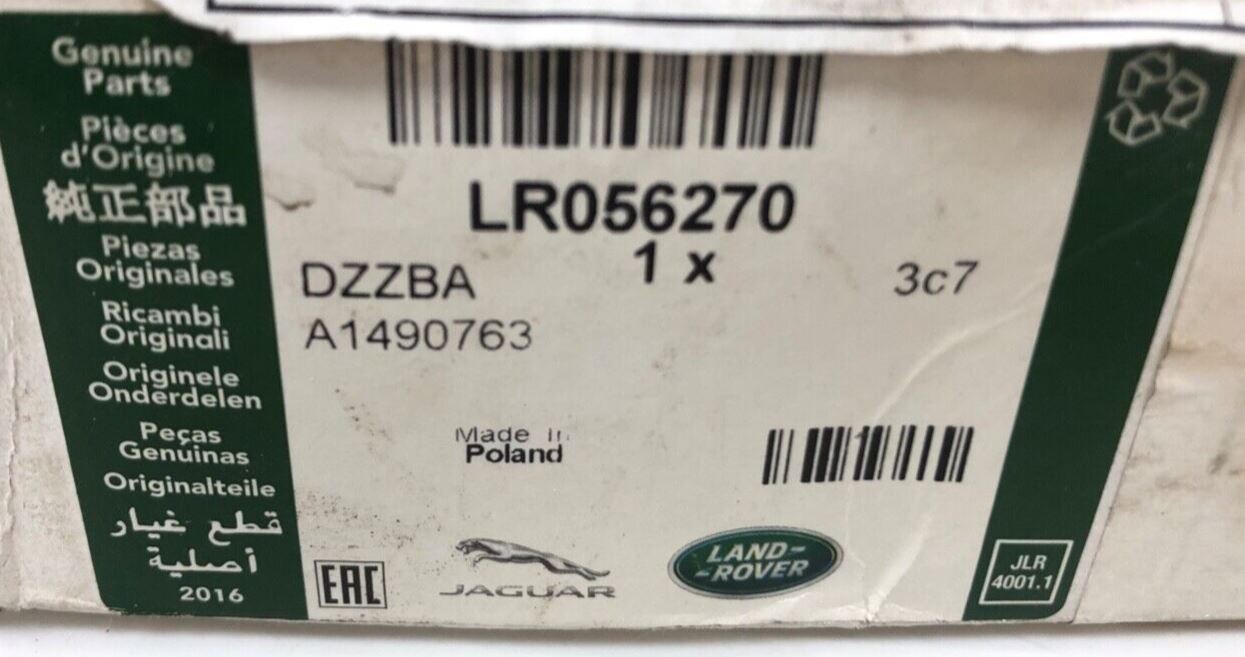 Genuine
Parts
Pièces
d'Origine
純正部品
Piezas
Originales
Ricambi
Originali
Originele
Onderdelen
Peças
Genuinas
Originalteile
قطع غيار
أصلية
2016
LR056270
1 x
DZZBA
3c7
A1490763
Made In
Poland
EAC
JAGUAR
LAND-
-ROVER
JLR
4001.1